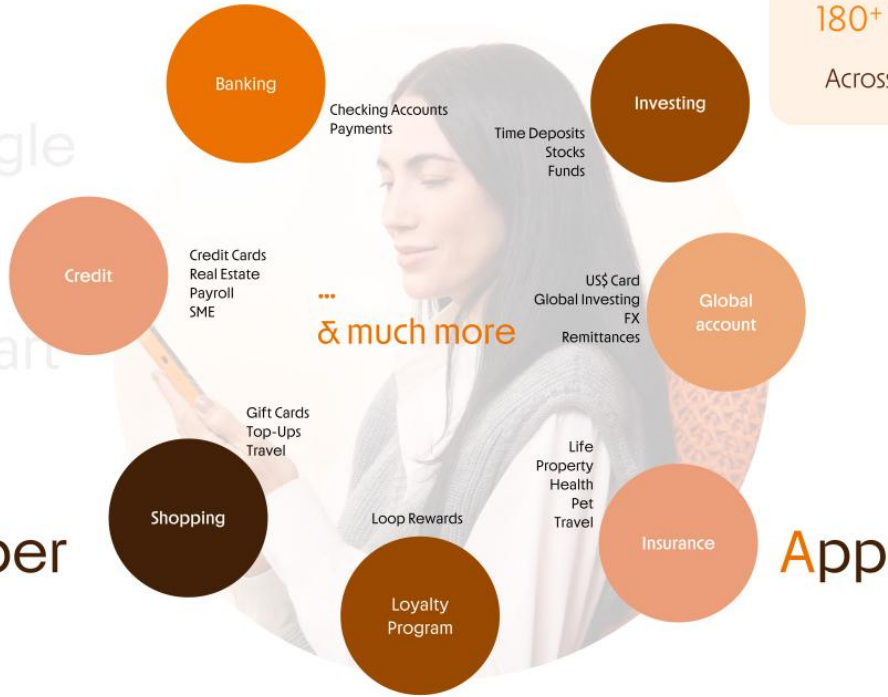 180+
Across
Banking
Checking Accounts
Payments
Investing
Time Deposits
Stocks
Funds
Credit
Credit Cards
Real Estate
Payroll
SME
...
& much more
US$ Card
Global Investing
FX
Remittances
Global
account
Gift Cards
Top-Ups
Travel
Shopping
Loop Rewards
Loyalty
Program
Life
Property
Health
Pet
Travel
Insurance
App